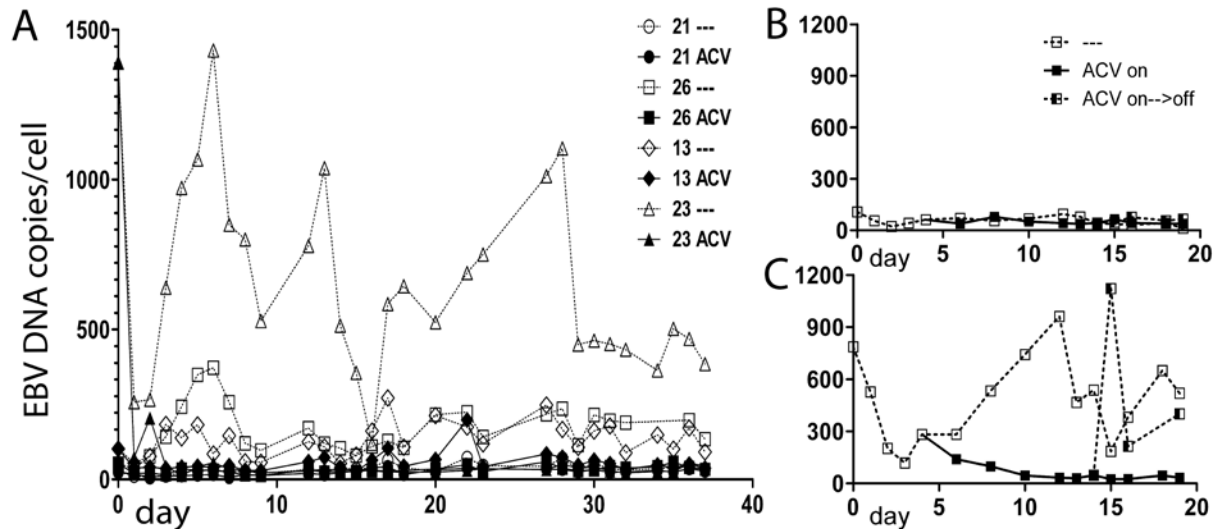 A
EBV DNA copies/cell
1500
1000
500
0
0 10 20 30 40
day
21 ---
21 ACV
26 ---
26 ACV
13 ---
13 ACV
23 ---
23 ACV
B
1200
900
600
300
0
0 5 10 15 20
day
---
ACV on
ACV on-->off
C
1200
900
600
300
0
0 5 10 15 20
day